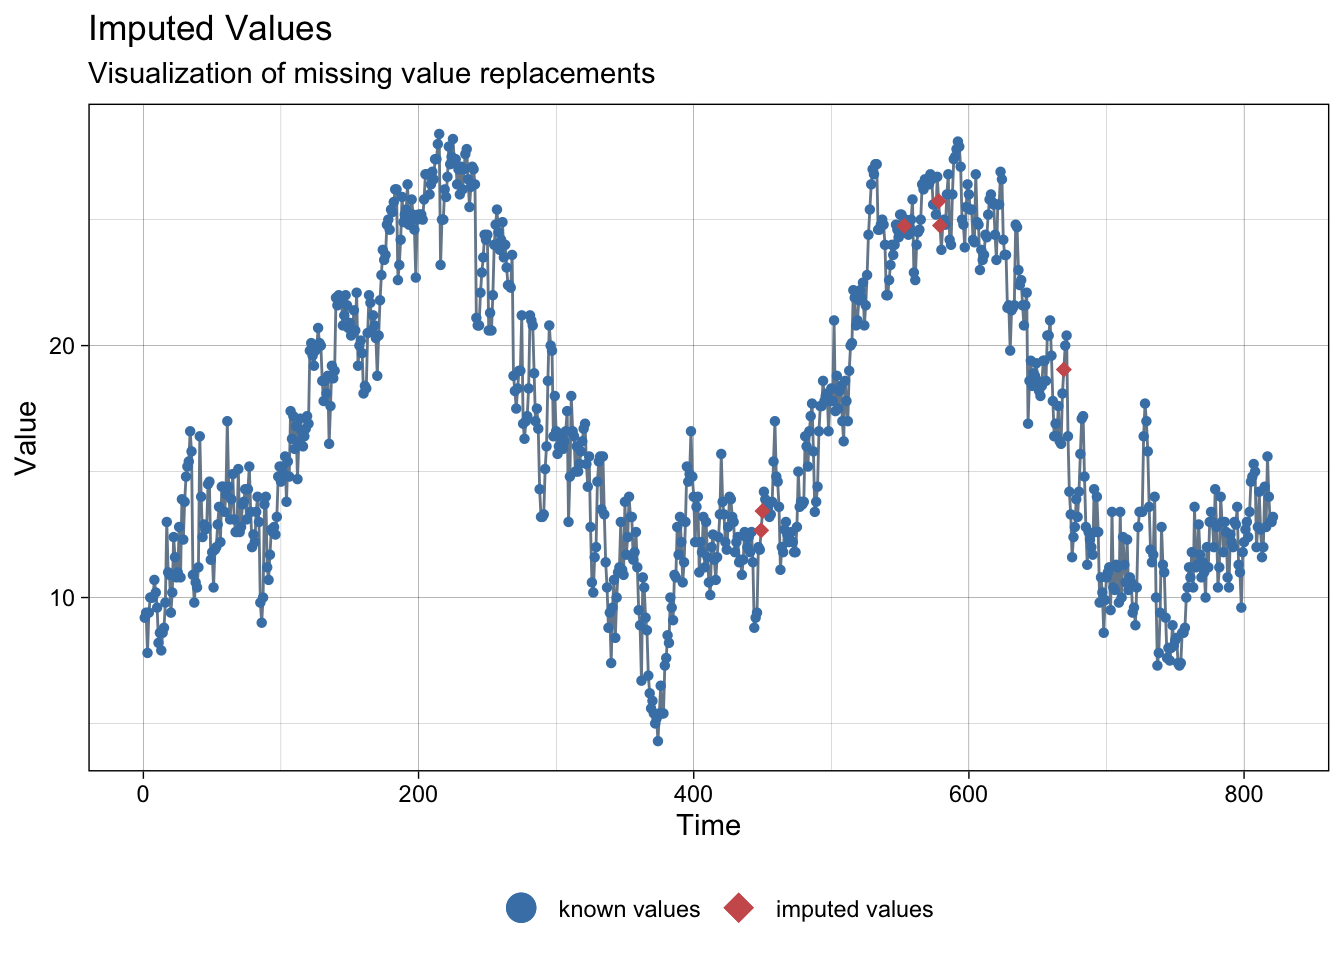 Imputed Values
Visualization of missing value replacements
Value
20
10
0 200 400 600 800
Time
known values imputed values